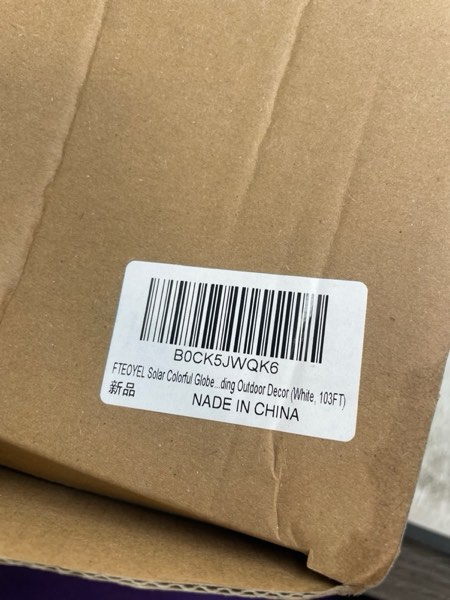 B0CK5JWQK6
FTEOYEL Solar Colorful Globe...ding Outdoor Decor (White, 103FT)
新品
NADE IN CHINA